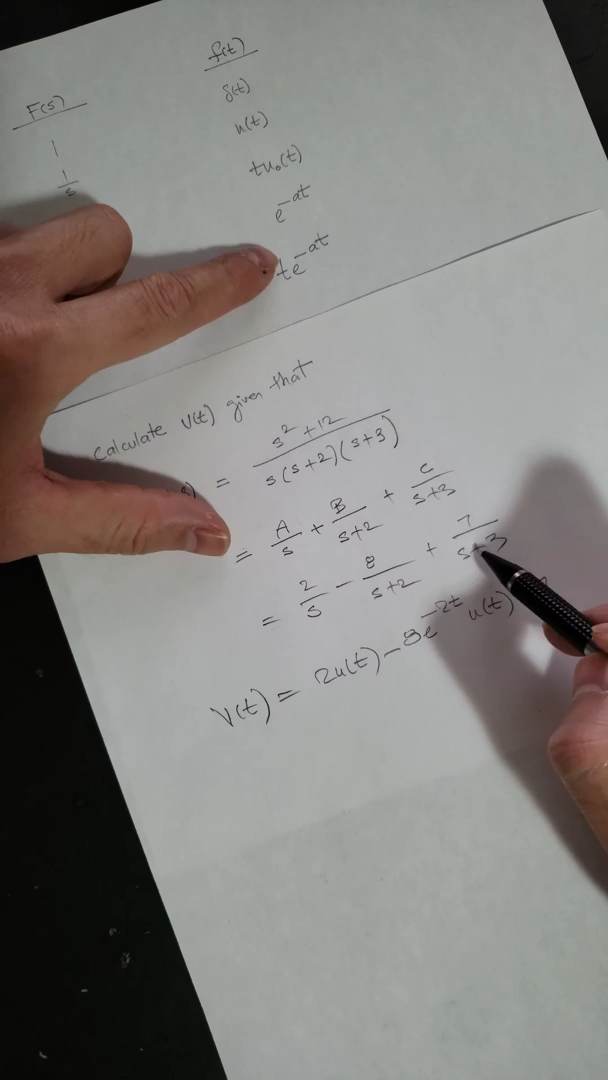 F(s) f(t)
1 δ(t)
1/s u(t)
tu₀(t)
e^-at
te^-at
Calculate V(t) given that
s) = s² + 12 / s(s+2)(s+3)
= A/s + B/s+2 + C/s+3
= 2/s - 8/s+2 + 7/s+3
V(t) = 2u(t) - 8e^-2t u(t)